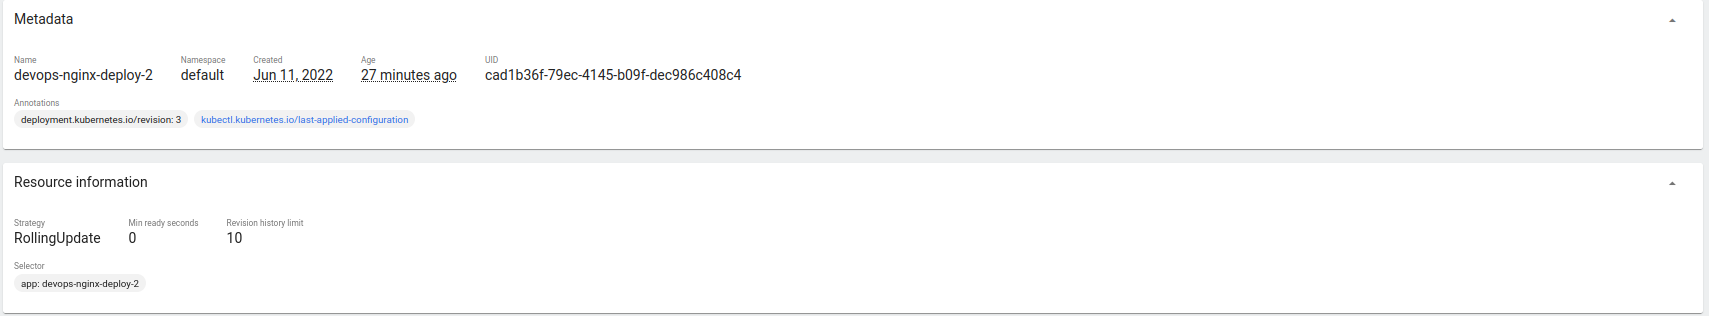 Metadata
Name Namespace Created Age UID
devops-nginx-deploy-2 default Jun 11, 2022 27 minutes ago cad1b36f-79ec-4145-b09f-dec986c408c4
Annotations
deployment.kubernetes.io/revision: 3 kubectl.kubernetes.io/last-applied-configuration
Resource information
Strategy Min ready seconds Revision history limit
RollingUpdate 0 10
Selector
app: devops-nginx-deploy-2